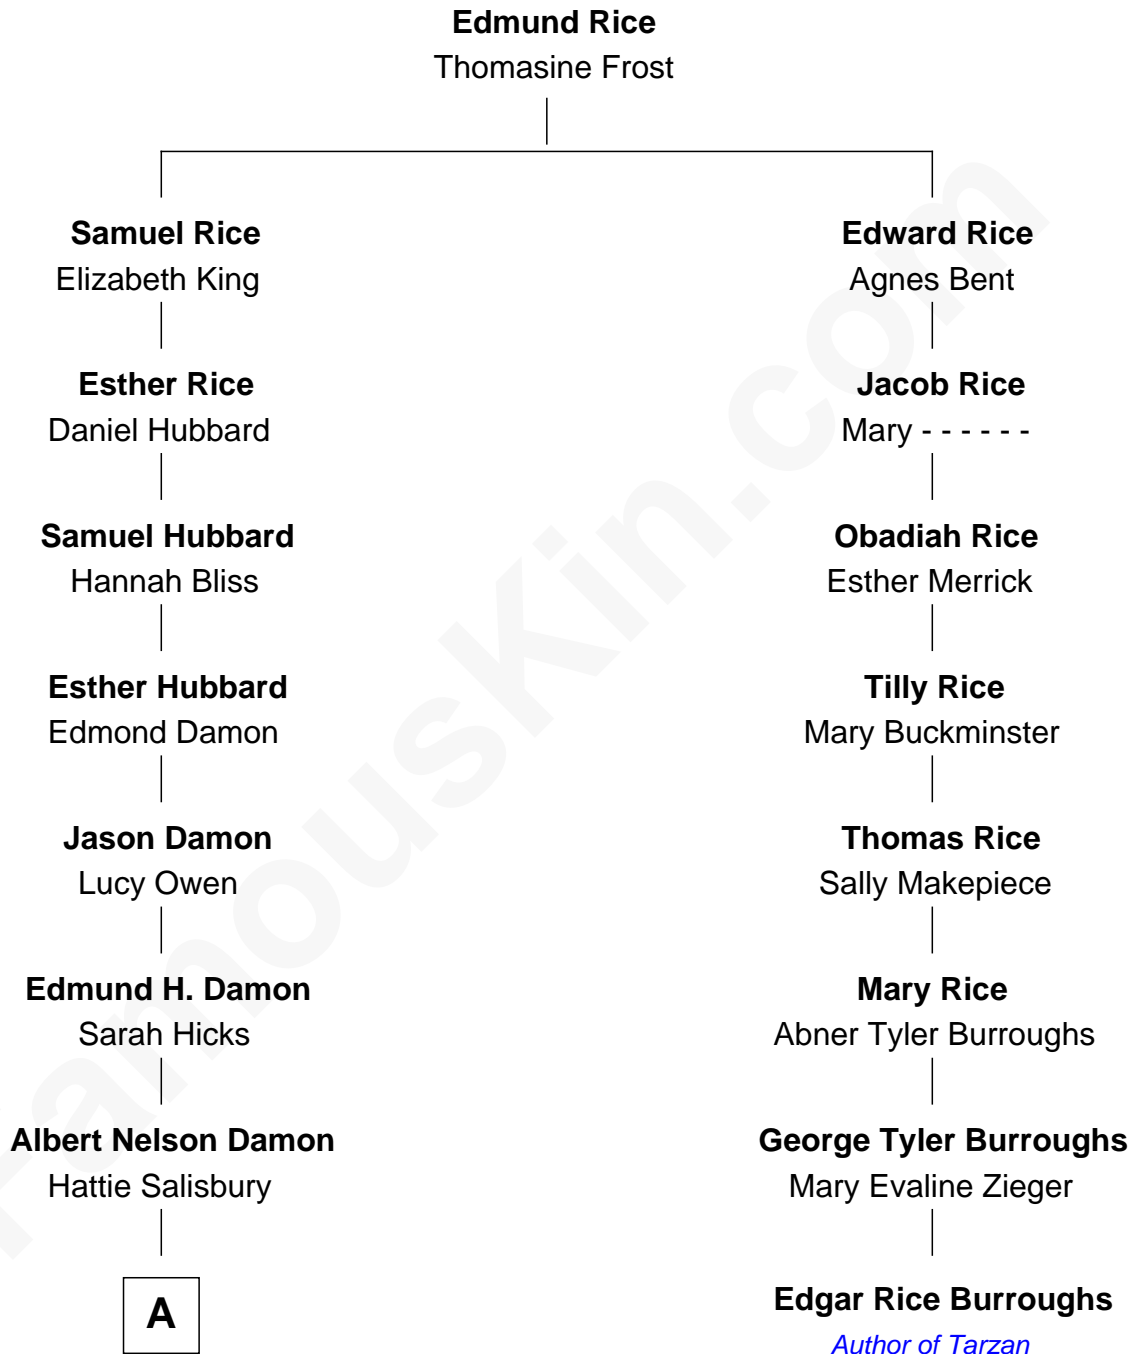 Edmund Rice
Thomasine Frost
Samuel Rice
Elizabeth King
Edward Rice
Agnes Bent
Esther Rice
Daniel Hubbard
Jacob Rice
Mary - - - - - -
Samuel Hubbard
Hannah Bliss
Obadiah Rice
Esther Merrick
Esther Hubbard
Edmond Damon
Tilly Rice
Mary Buckminster
Jason Damon
Lucy Owen
Thomas Rice
Sally Makepiece
Edmund H. Damon
Sarah Hicks
Mary Rice
Abner Tyler Burroughs
Albert Nelson Damon
Hattie Salisbury
George Tyler Burroughs
Mary Evaline Zieger
A
Edgar Rice Burroughs
Author of Tarzan
FamousKin.com